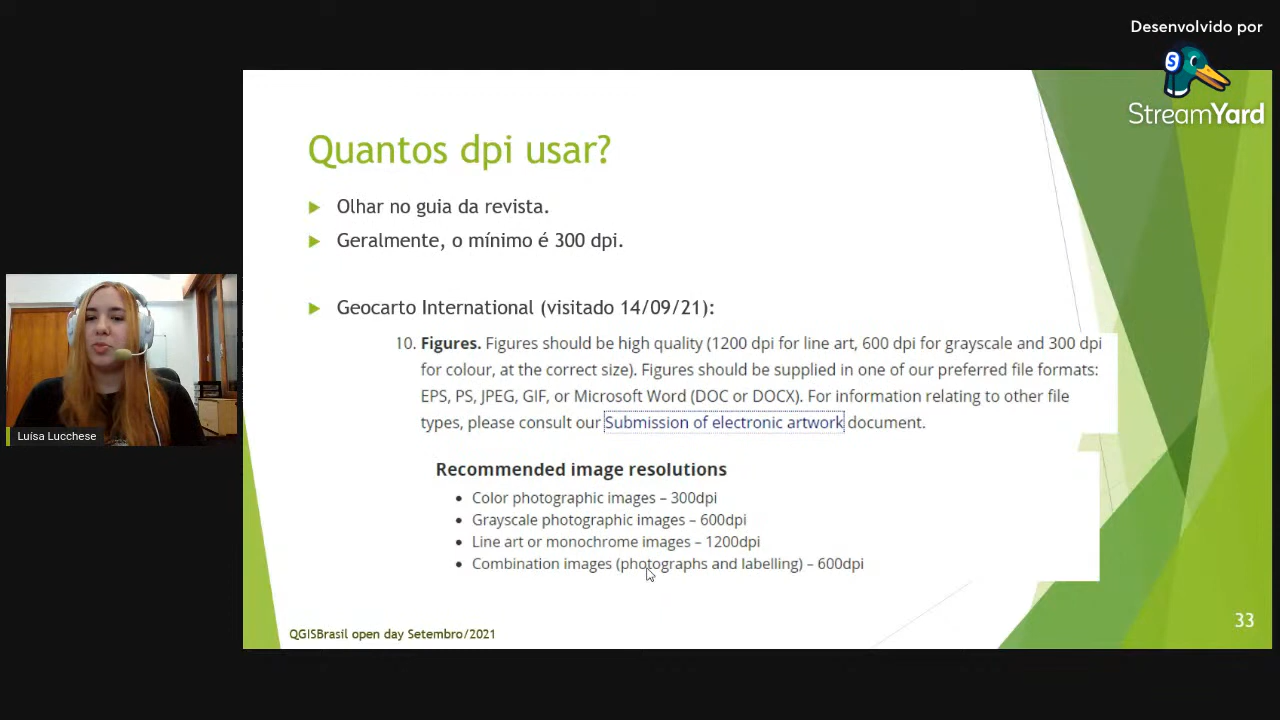 Desenvolvido por
S
StreamYard
Quantos dpi usar?
Olhar no guia da revista.
Geralmente, o mínimo é 300 dpi.
Geocarto International (visitado 14/09/21):
10. Figures. Figures should be high quality (1200 dpi for line art, 600 dpi for grayscale and 300 dpi
for colour, at the correct size). Figures should be supplied in one of our preferred file formats:
EPS, PS, JPEG, GIF, or Microsoft Word (DOC or DOCX). For information relating to other file
types, please consult our Submission of electronic artwork document.
Recommended image resolutions
• Color photographic images – 300dpi
• Grayscale photographic images – 600dpi
• Line art or monochrome images – 1200dpi
• Combination images (photographs and labelling) – 600dpi
Luísa Lucchese
QGISBrasil open day Setembro/2021
33